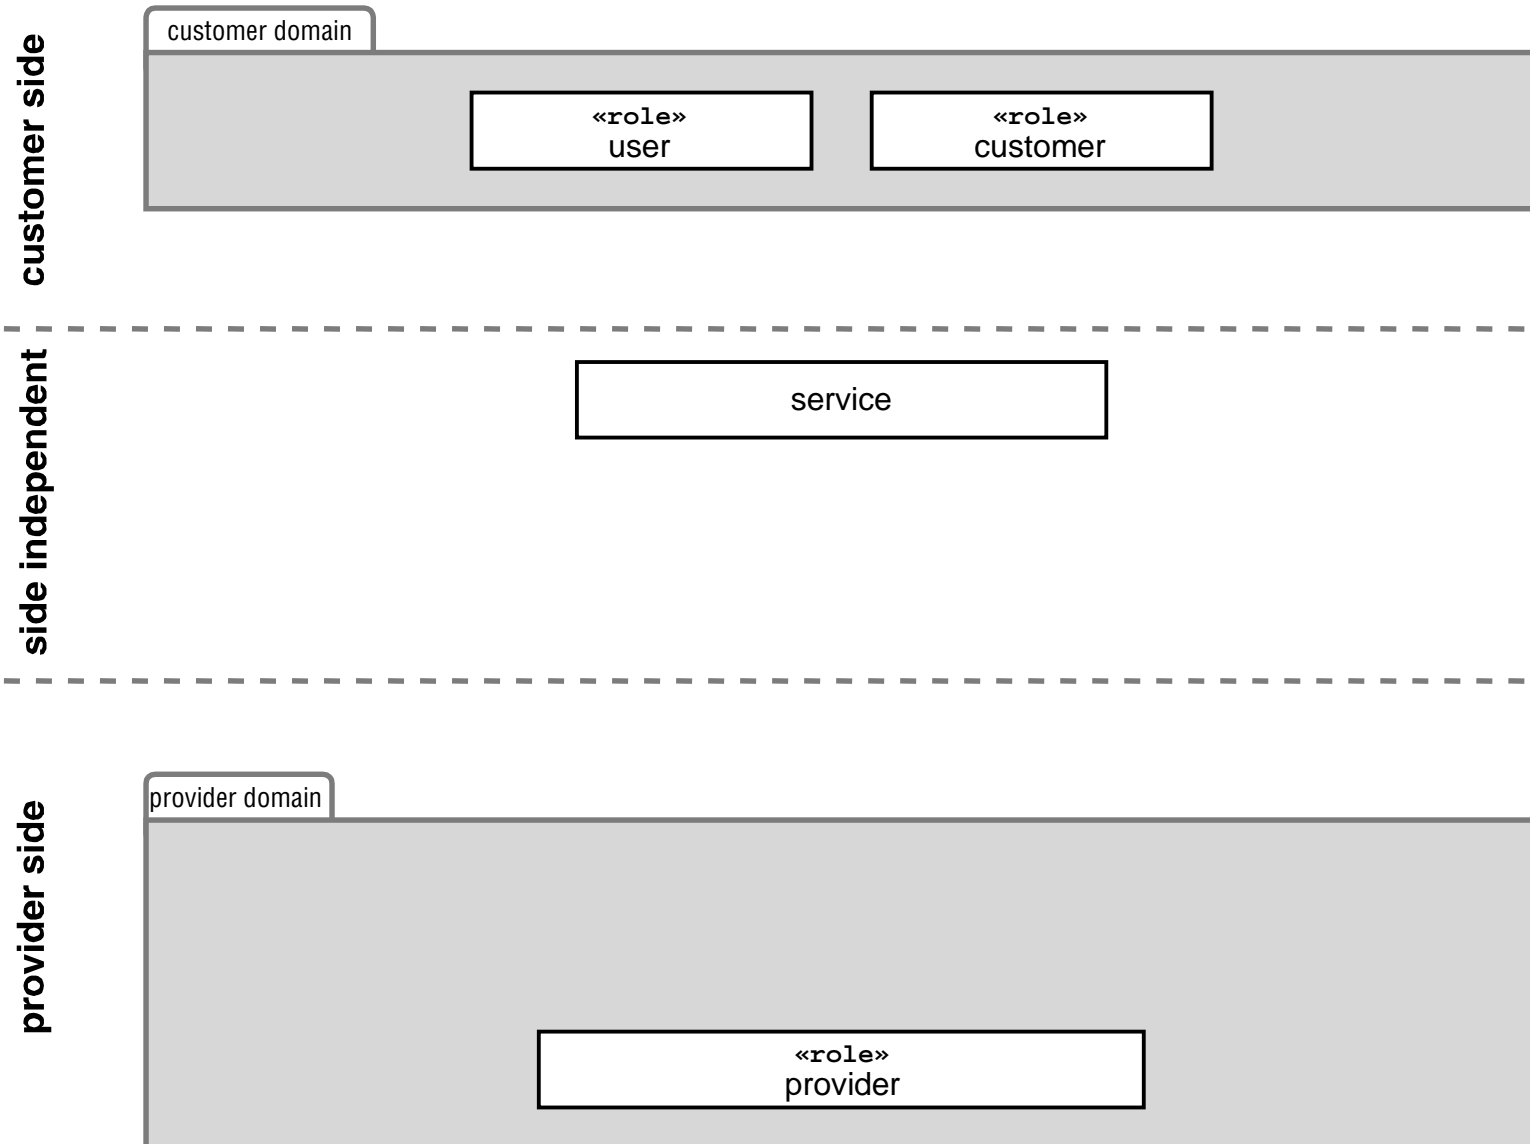 customer side
customer domain
«role»
user
«role»
customer
side independent
service
provider side
provider domain
«role»
provider